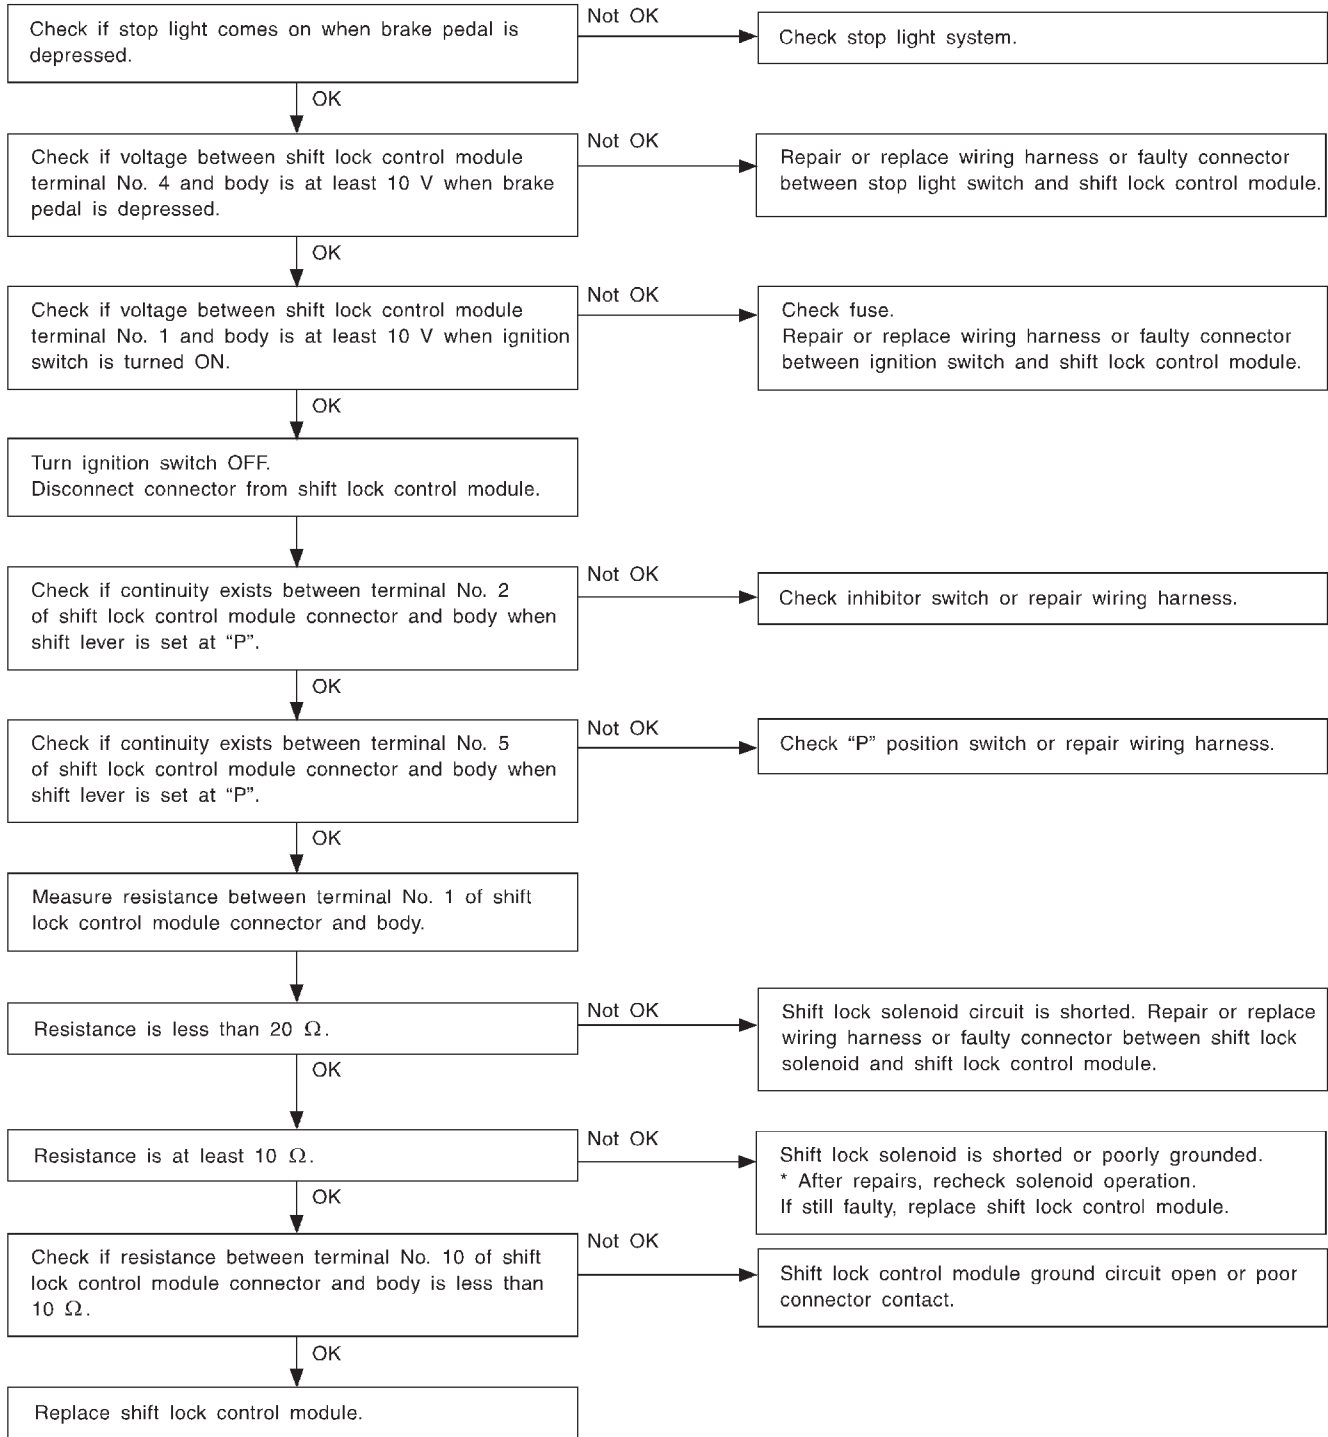 Check if stop light comes on when brake pedal is
depressed.
Not OK
Check stop light system.
OK
Check if voltage between shift lock control module
terminal No. 4 and body is at least 10 V when brake
pedal is depressed.
Not OK
Repair or replace wiring harness or faulty connector
between stop light switch and shift lock control module.
OK
Check if voltage between shift lock control module
terminal No. 1 and body is at least 10 V when ignition
switch is turned ON.
Not OK
Check fuse.
Repair or replace wiring harness or faulty connector
between ignition switch and shift lock control module.
OK
Turn ignition switch OFF.
Disconnect connector from shift lock control module.
Check if continuity exists between terminal No. 2
of shift lock control module connector and body when
shift lever is set at “P”.
Not OK
Check inhibitor switch or repair wiring harness.
OK
Check if continuity exists between terminal No. 5
of shift lock control module connector and body when
shift lever is set at “P”.
Not OK
Check “P” position switch or repair wiring harness.
OK
Measure resistance between terminal No. 1 of shift
lock control module connector and body.
Resistance is less than 20 Ω.
Not OK
Shift lock solenoid circuit is shorted. Repair or replace
wiring harness or faulty connector between shift lock
solenoid and shift lock control module.
OK
Resistance is at least 10 Ω.
Not OK
Shift lock solenoid is shorted or poorly grounded.
* After repairs, recheck solenoid operation.
If still faulty, replace shift lock control module.
OK
Check if resistance between terminal No. 10 of shift
lock control module connector and body is less than
10 Ω.
Not OK
Shift lock control module ground circuit open or poor
connector contact.
OK
Replace shift lock control module.